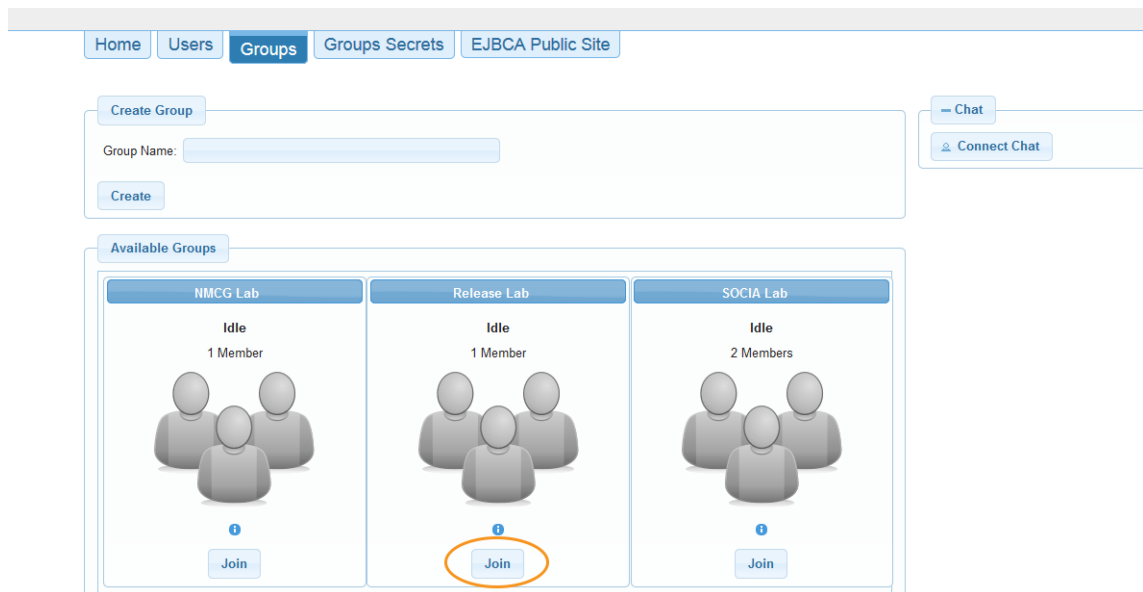 Home Users Groups Groups Secrets EJBCA Public Site
Create Group
Group Name:
Create
Chat
Connect Chat
Available Groups
NMCG Lab Release Lab SOCIA Lab
Idle Idle Idle
1 Member 1 Member 2 Members
Join Join Join